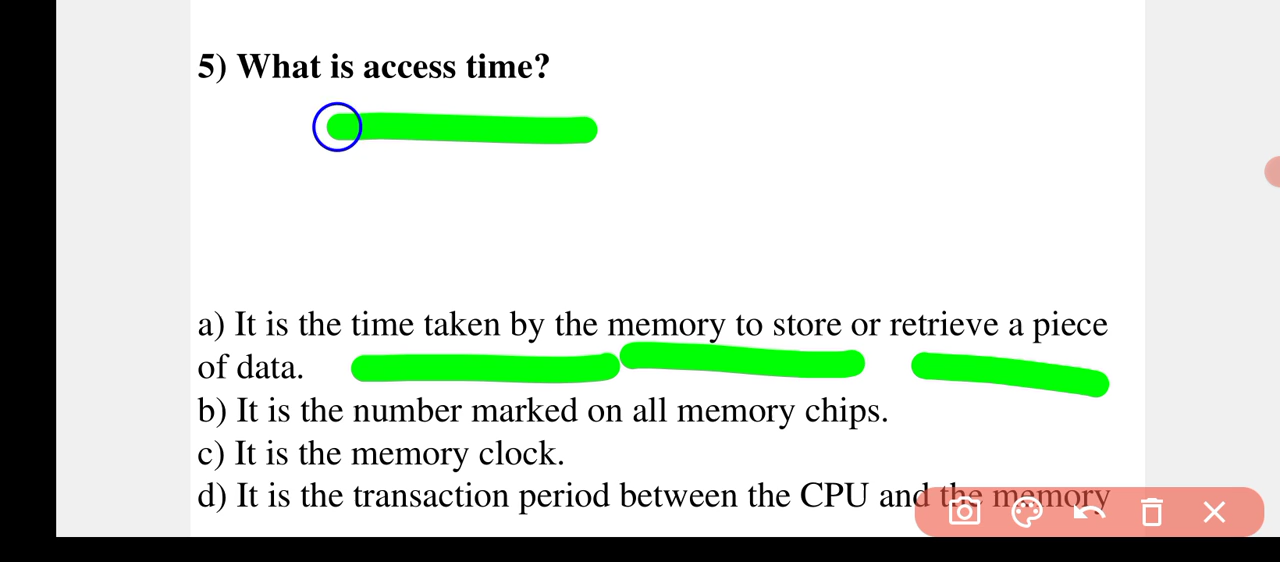 5) What is access time?
a) It is the time taken by the memory to store or retrieve a piece
of data.
b) It is the number marked on all memory chips.
c) It is the memory clock.
d) It is the transaction period between the CPU and the memory